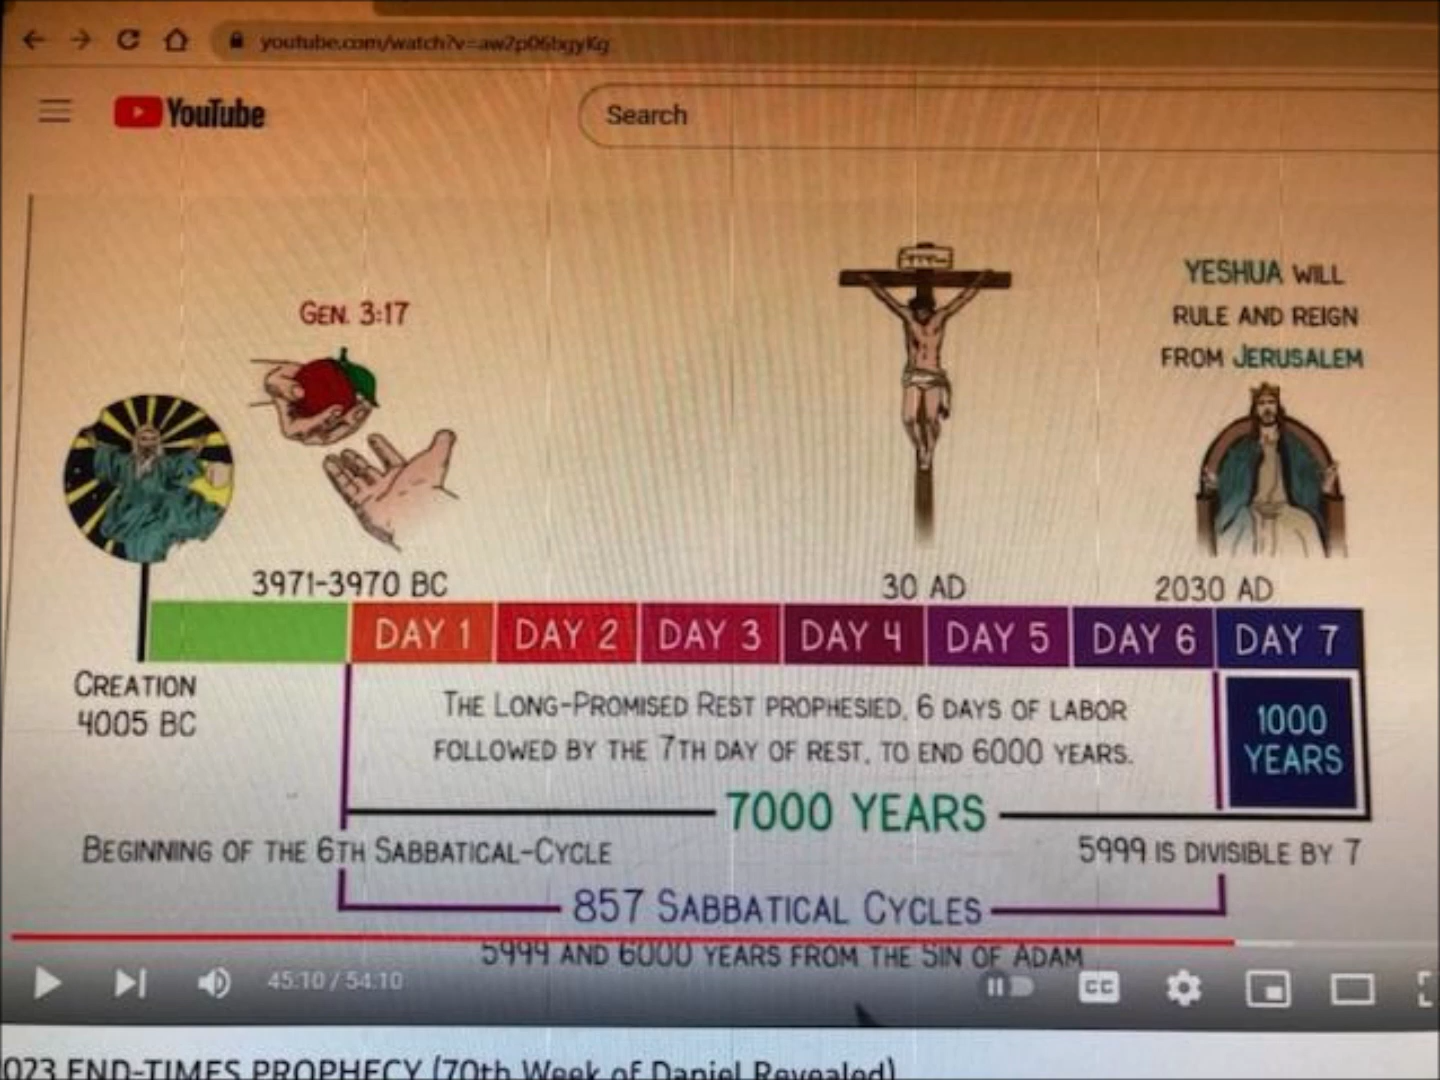 youtube.com/watch?v=aw2p06bgyKg
YouTube
Search
GEN. 3:17
YESHUA WILL
RULE AND REIGN
FROM JERUSALEM
3971-3970 BC
30 AD
2030 AD
DAY 1
DAY 2
DAY 3
DAY 4
DAY 5
DAY 6
DAY 7
CREATION
4005 BC
THE LONG-PROMISED REST PROPHESIED, 6 DAYS OF LABOR
FOLLOWED BY THE 7TH DAY OF REST, TO END 6000 YEARS.
1000
YEARS
7000 YEARS
BEGINNING OF THE 6TH SABBATICAL-CYCLE
5999 IS DIVISIBLE BY 7
857 SABBATICAL CYCLES
5999 AND 6000 YEARS FROM THE SIN OF ADAM
45:10 / 54:10
CC
023 END-TIMES PROPHECY (70th Week of Daniel Revealed)